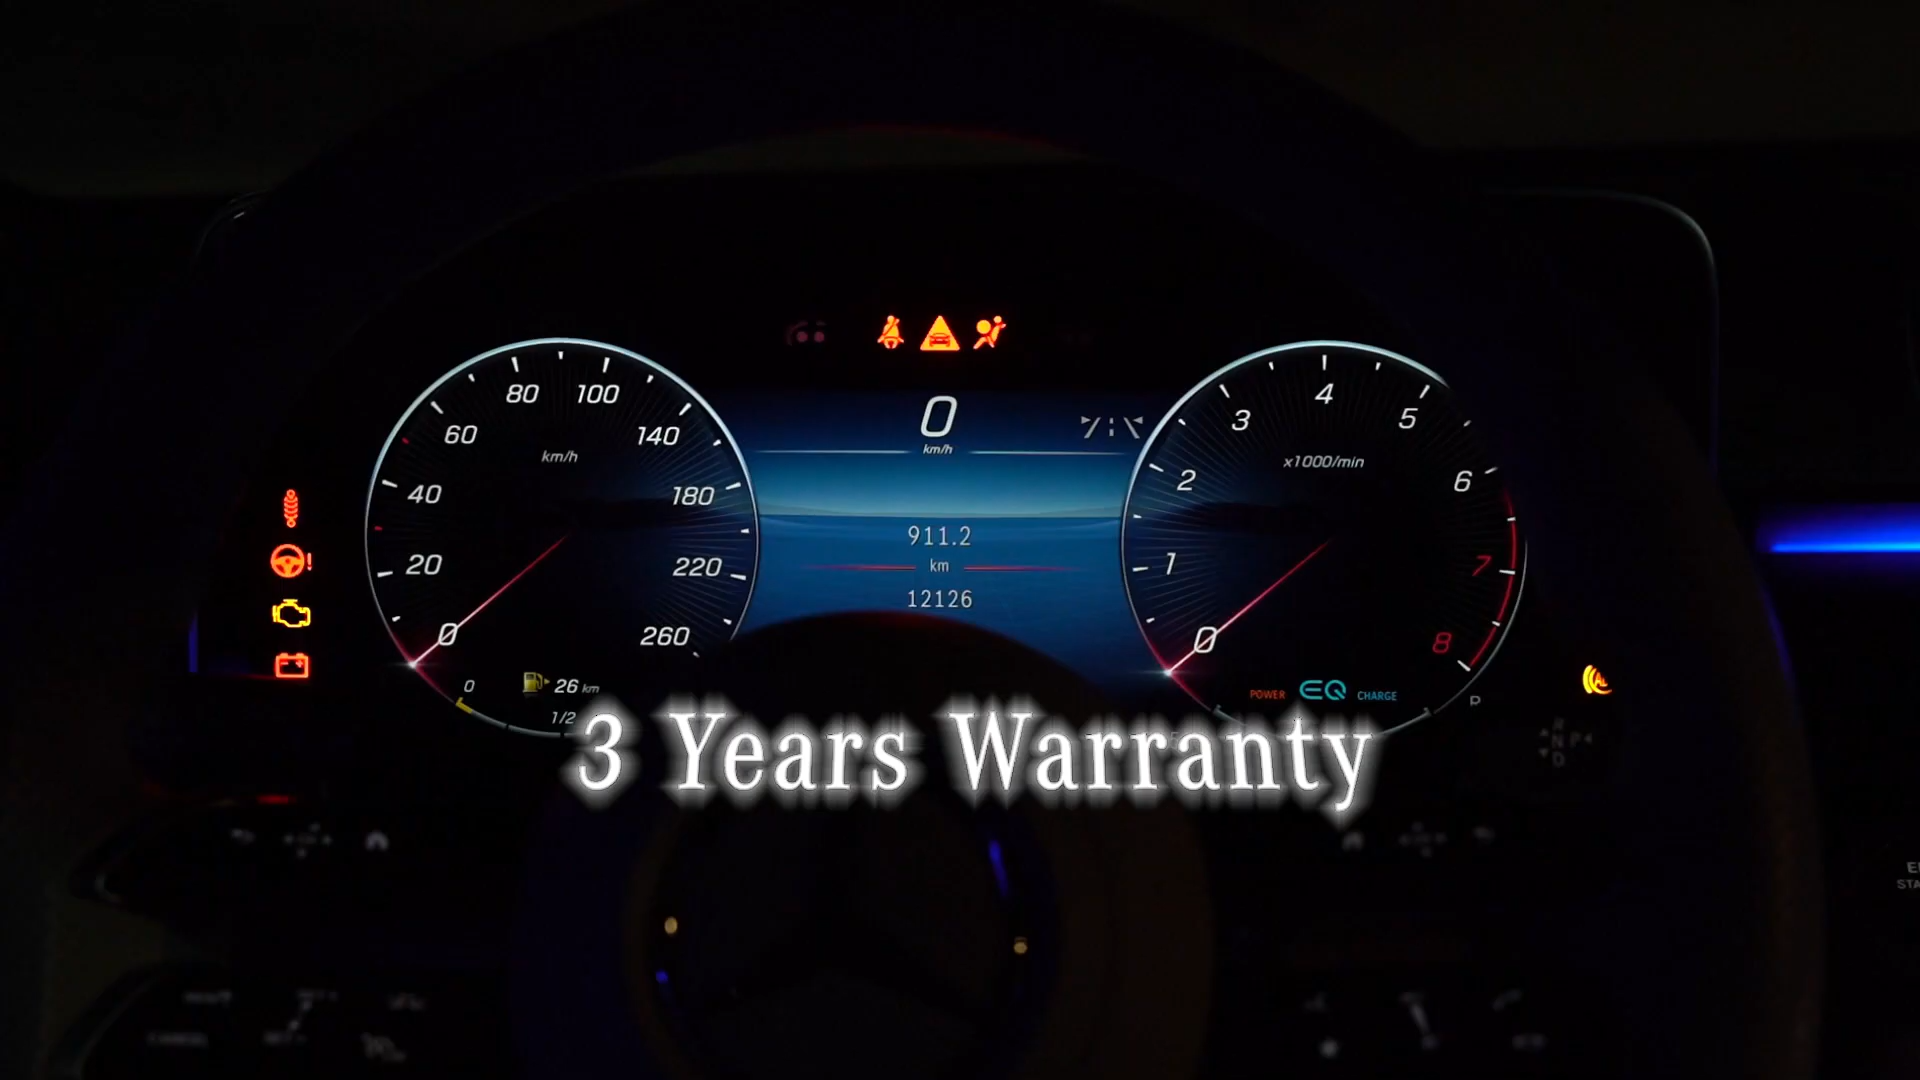 0
km/h
80
100
60
140
km/h
40
180
20
220
0
260
0
26 km
1/2
911.2
km
12126
4
3
5
x1000/min
2
6
1
7
0
8
POWER
EQ
CHARGE
P
R
N P
D
3 Years Warranty